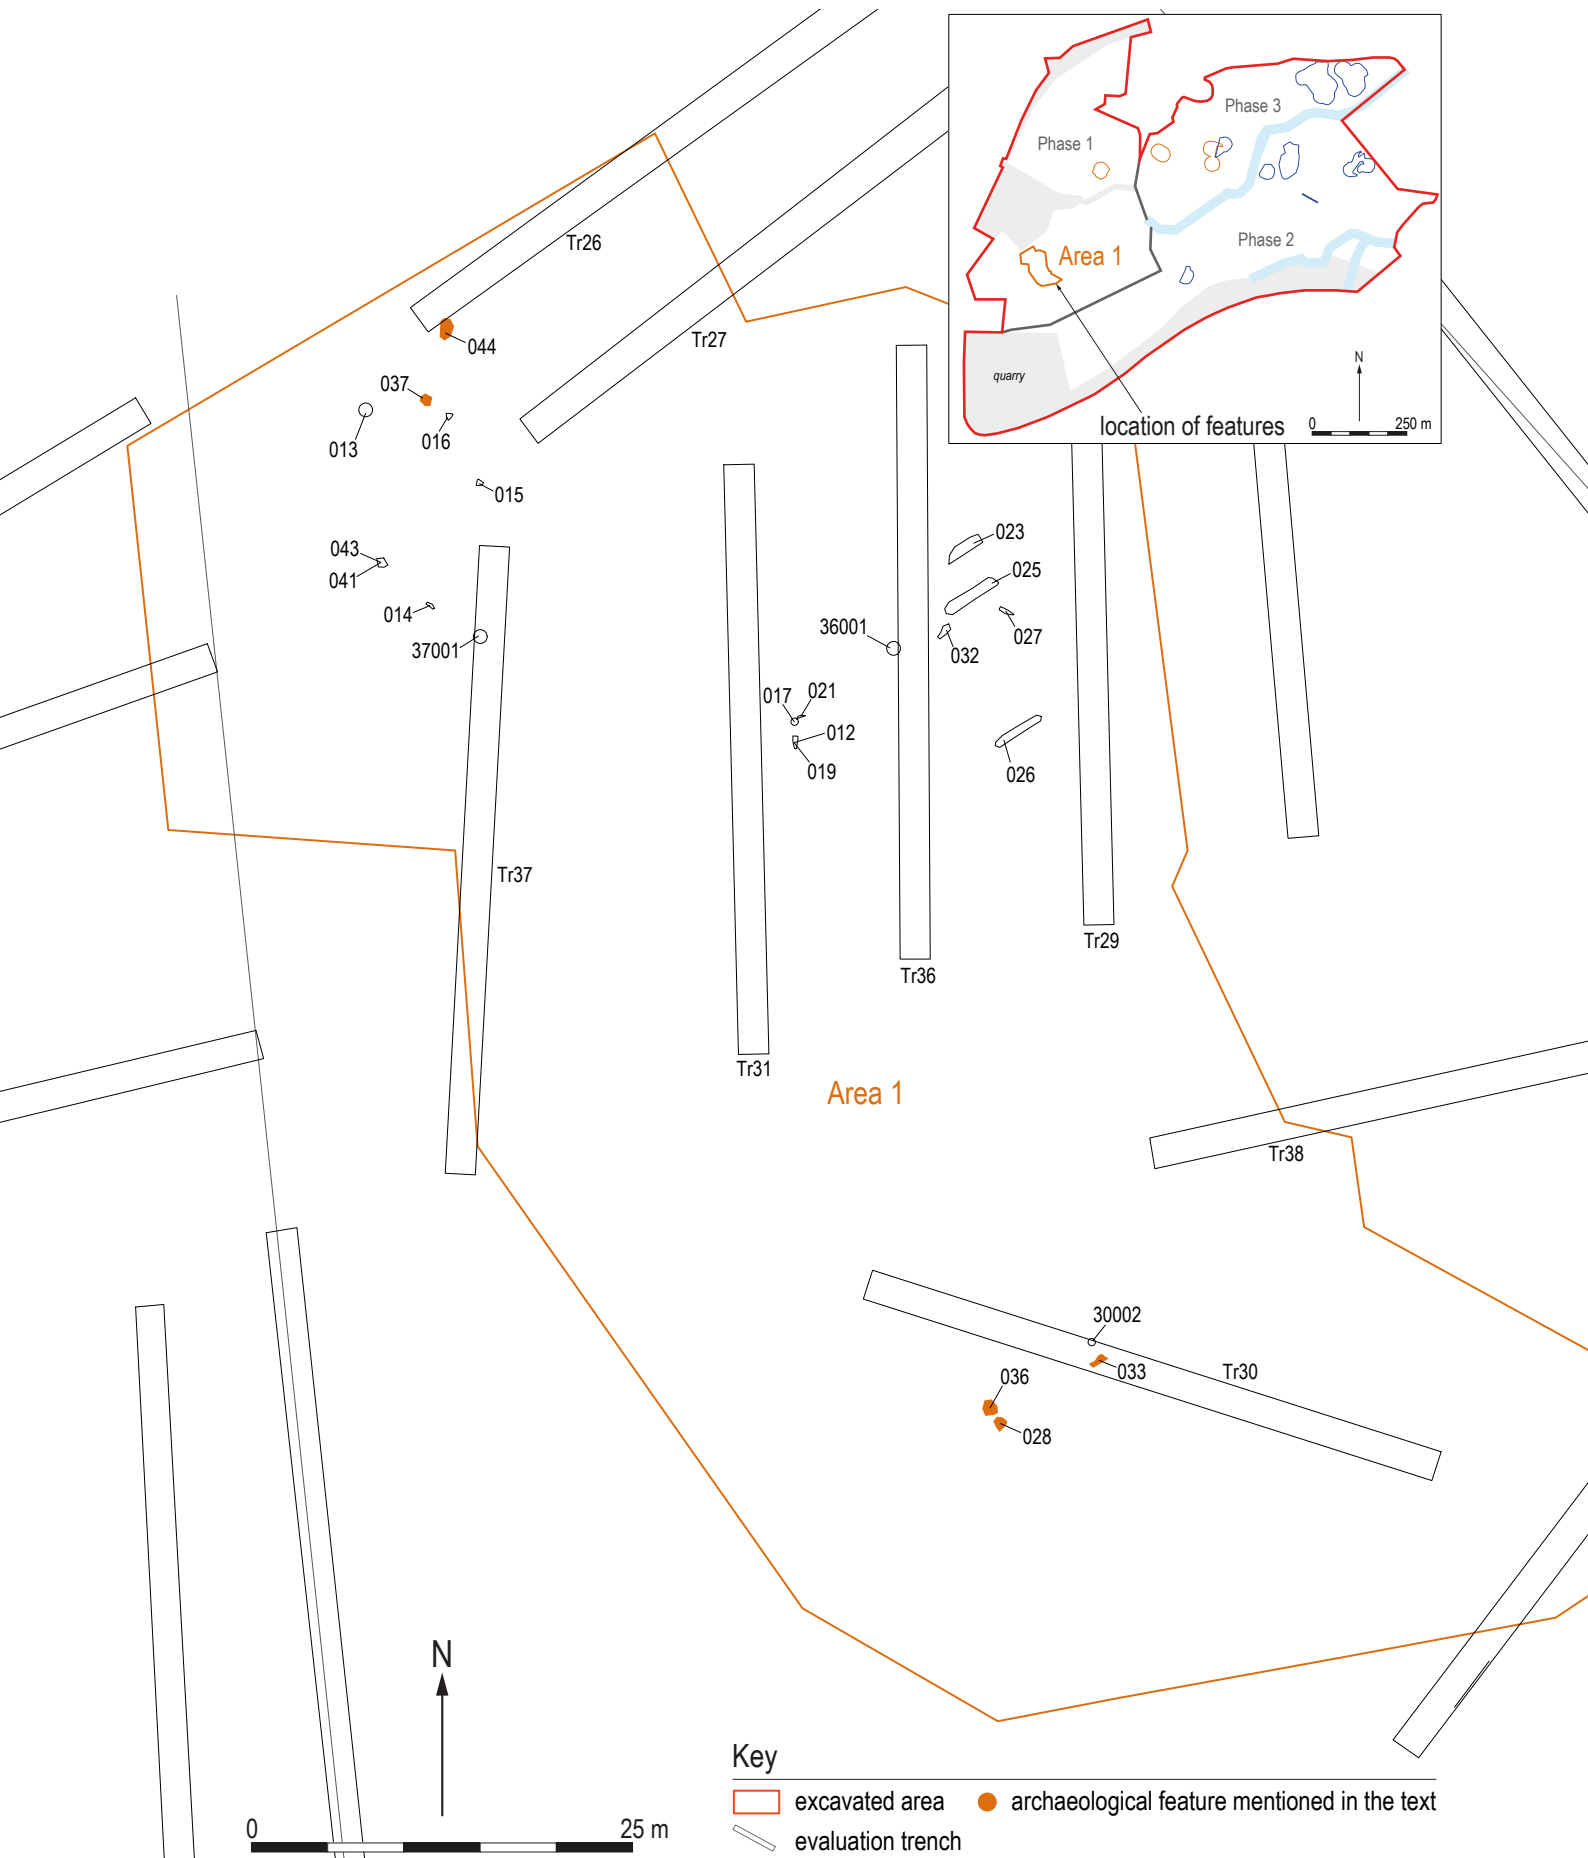 Phase 3
Phase 1
Phase 2
Area 1
quarry
N
0 250 m
location of features
Tr26
Tr27
044
037
013
016
015
043
041
014
37001
023
025
027
36001
032
017
021
012
019
026
Tr37
Tr29
Tr36
Tr31
Area 1
Tr38
30002
033
Tr30
036
028
N
0 25 m
Key
excavated area
archaeological feature mentioned in the text
evaluation trench